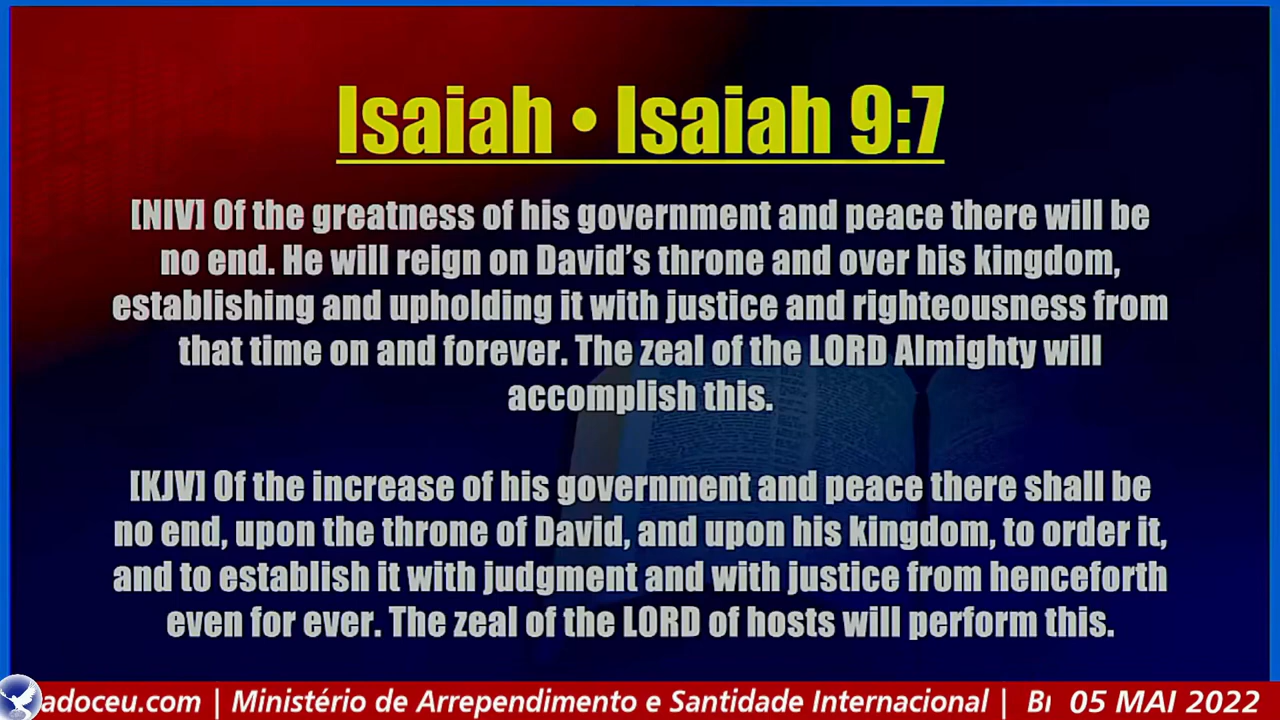 Isaiah • Isaiah 9:7
[NIV] Of the greatness of his government and peace there will be
no end. He will reign on David’s throne and over his kingdom,
establishing and upholding it with justice and righteousness from
that time on and forever. The zeal of the LORD Almighty will
accomplish this.
[KJV] Of the increase of his government and peace there shall be
no end, upon the throne of David, and upon his kingdom, to order it,
and to establish it with judgment and with justice from henceforth
even for ever. The zeal of the LORD of hosts will perform this.
adoceu.com | Ministério de Arrependimento e Santidade Internacional | 05 MAI 2022